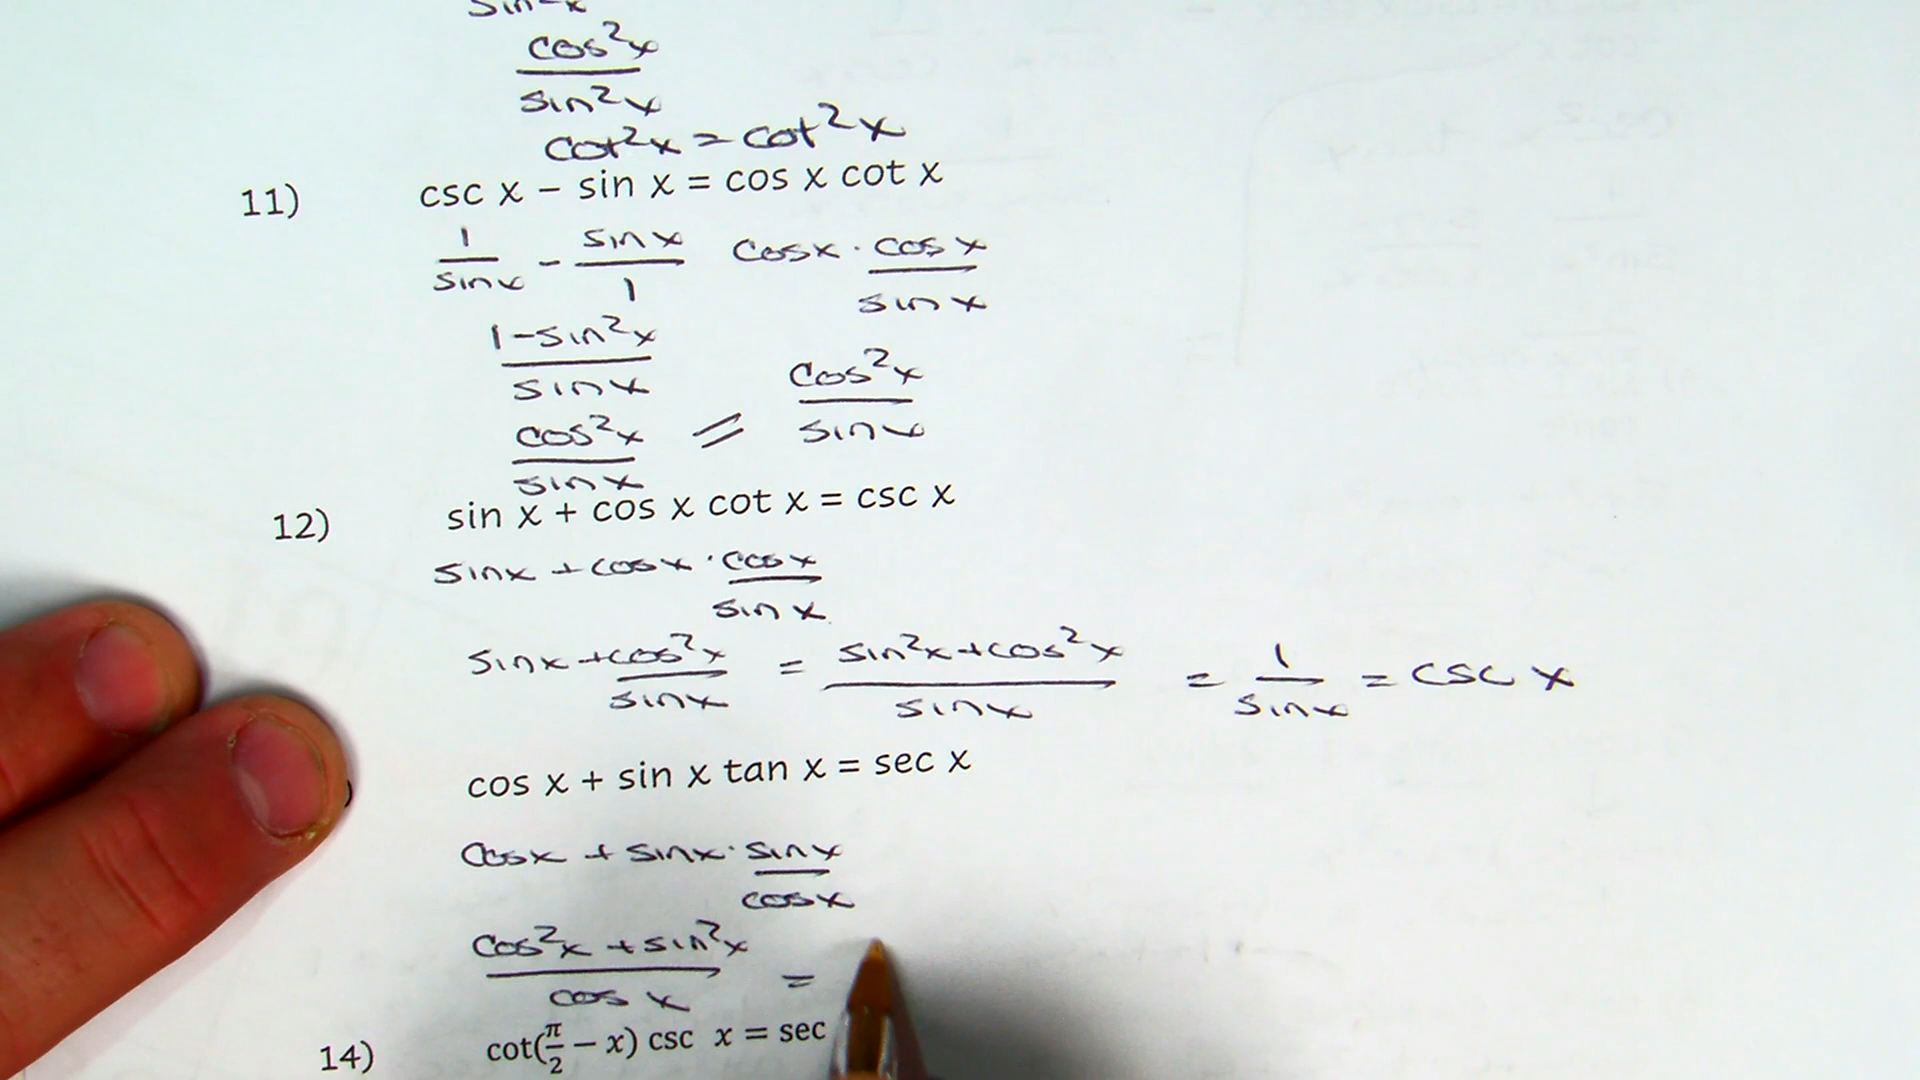 sin²x
cos²x
sin²x
cot²x = cot²x
11) csc x – sin x = cos x cot x
1 sin x cos x · cos x
sin x – 1 sin x
1-sin²x
sin x cos²x
cos²x = sin x
sin x
12) sin x + cos x cot x = csc x
sin x + cos x · cos x
sin x
sin x + cos²x = sin²x + cos²x = 1 = csc x
sin x sin x sin x
) cos x + sin x tan x = sec x
cos x + sin x · sin x
cos x
cos²x + sin²x =
cos x
14) cot(π/2 − x) csc x = sec